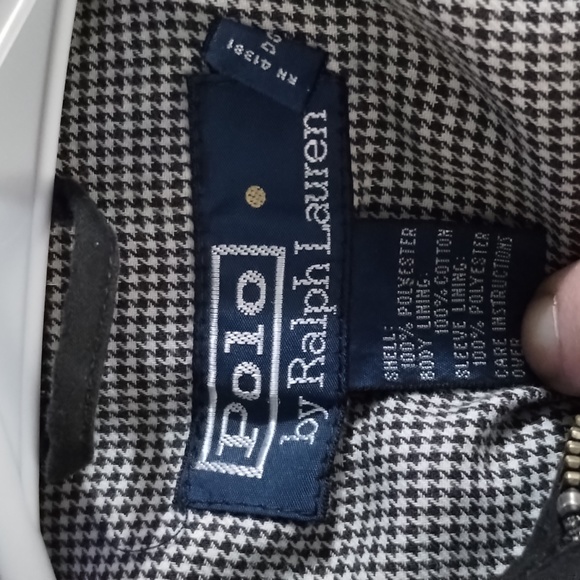 Polo
by Ralph Lauren
RN 41381
SHELL:
100% POLYESTER
BODY LINING:
100% COTTON
SLEEVE LINING:
100% POLYESTER
CARE INSTRUCTIONS
OVER